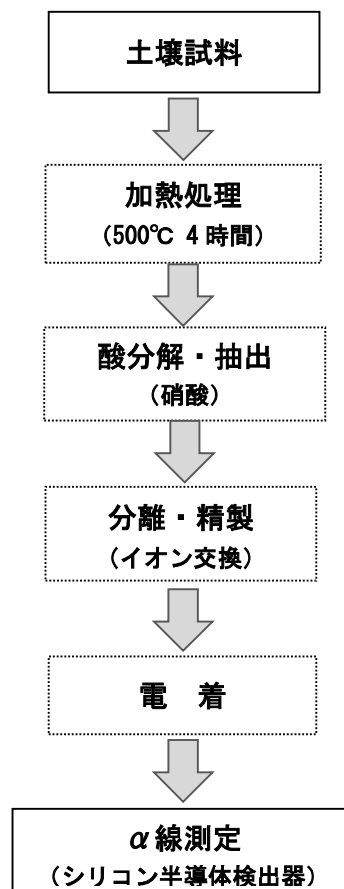 土壌試料
加熱処理
（500℃ 4 時間）
酸分解・抽出
（硝酸）
分離・精製
（イオン交換）
電　着
α線測定
（シリコン半導体検出器）